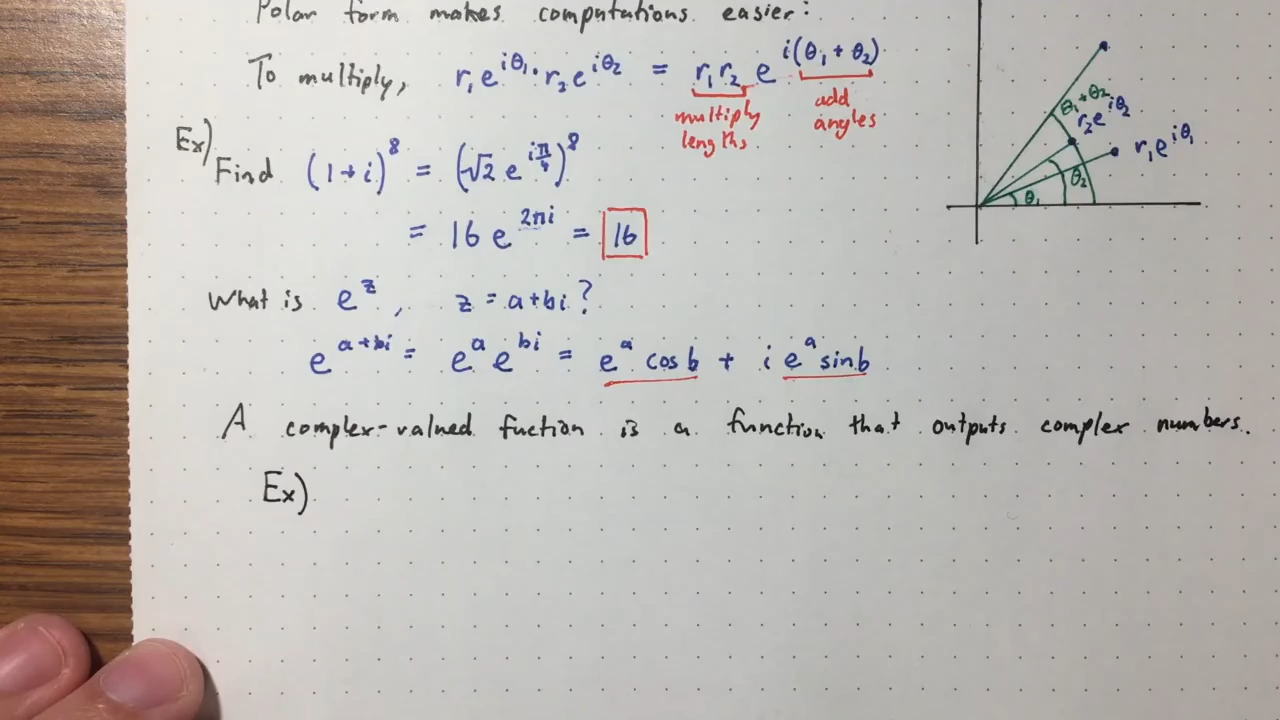 Polar form makes computations easier:
To multiply, r₁e^{iθ₁} · r₂e^{iθ₂} = r₁r₂ e^{i(θ₁ + θ₂)}
multiply lengths
add angles
Ex) Find (1+i)^8 = (√2 e^{iπ/4})^8
= 16 e^{2πi} = 16
What is e^z, z = a+bi?
e^{a+bi} = e^a e^{bi} = e^a cos b + i e^a sin b
A complex-valued fuction is a function that outputs complex numbers.
Ex)
θ₁+θ₂
r₂e^{iθ₂}
r₁e^{iθ₁}
θ₂
θ₁